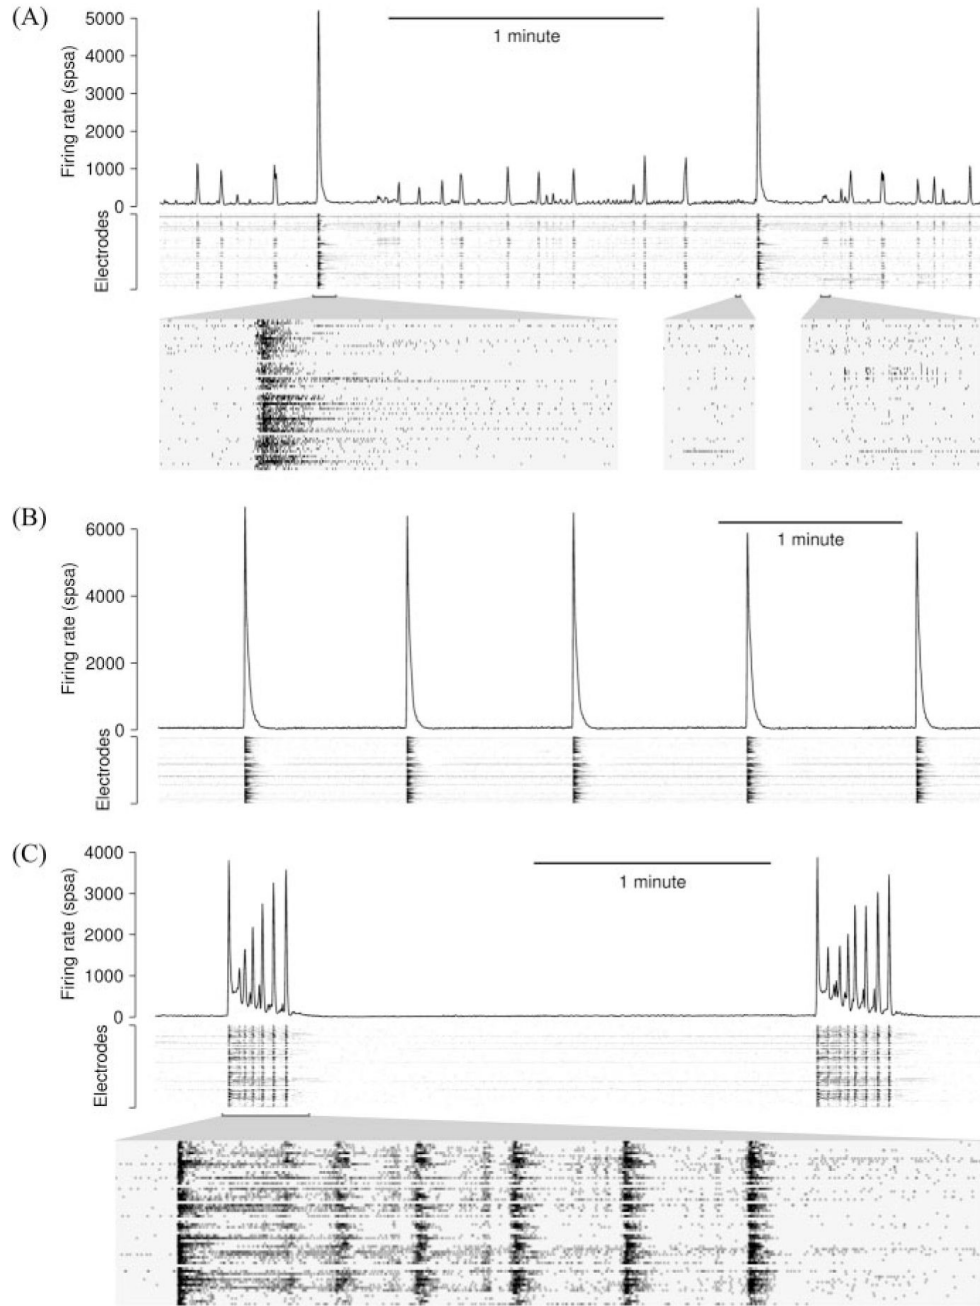 (A)
5000
4000
3000
2000
1000
0
Firing rate (spsa)
1 minute
Electrodes
(B)
6000
4000
2000
0
Firing rate (spsa)
1 minute
Electrodes
(C)
4000
3000
2000
1000
0
Firing rate (spsa)
1 minute
Electrodes